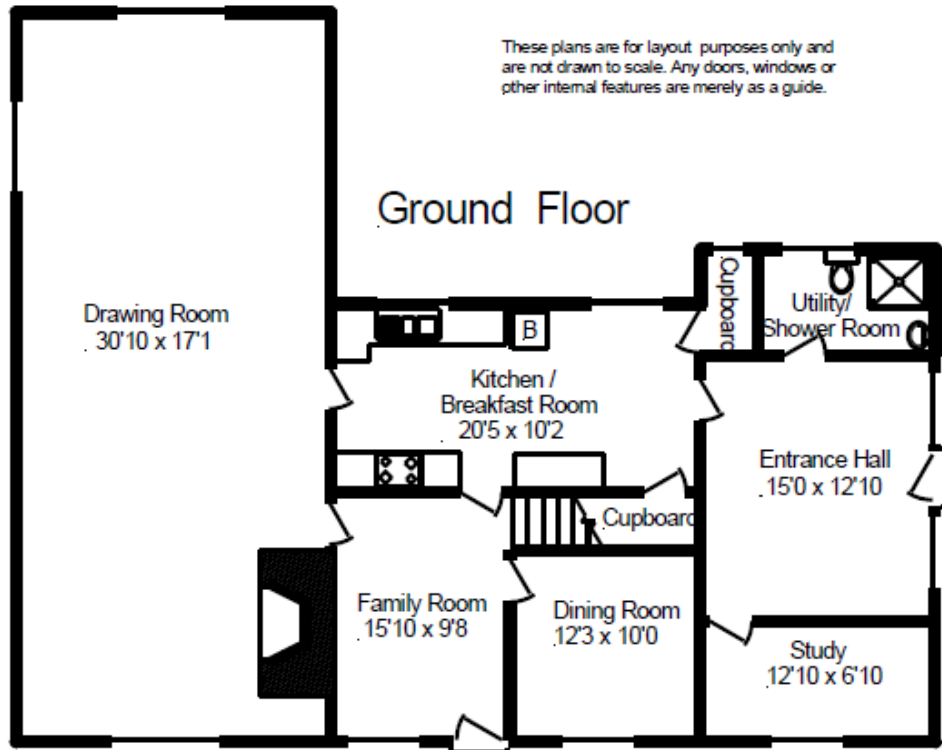 These plans are for layout purposes only and
are not drawn to scale. Any doors, windows or
other internal features are merely as a guide.
Ground Floor
Drawing Room
30'10 x 17'1
Cupboard
Utility/
Shower Room
B
Kitchen /
Breakfast Room
20'5 x 10'2
Entrance Hall
15'0 x 12'10
Cupboard
Family Room
15'10 x 9'8
Dining Room
12'3 x 10'0
Study
12'10 x 6'10